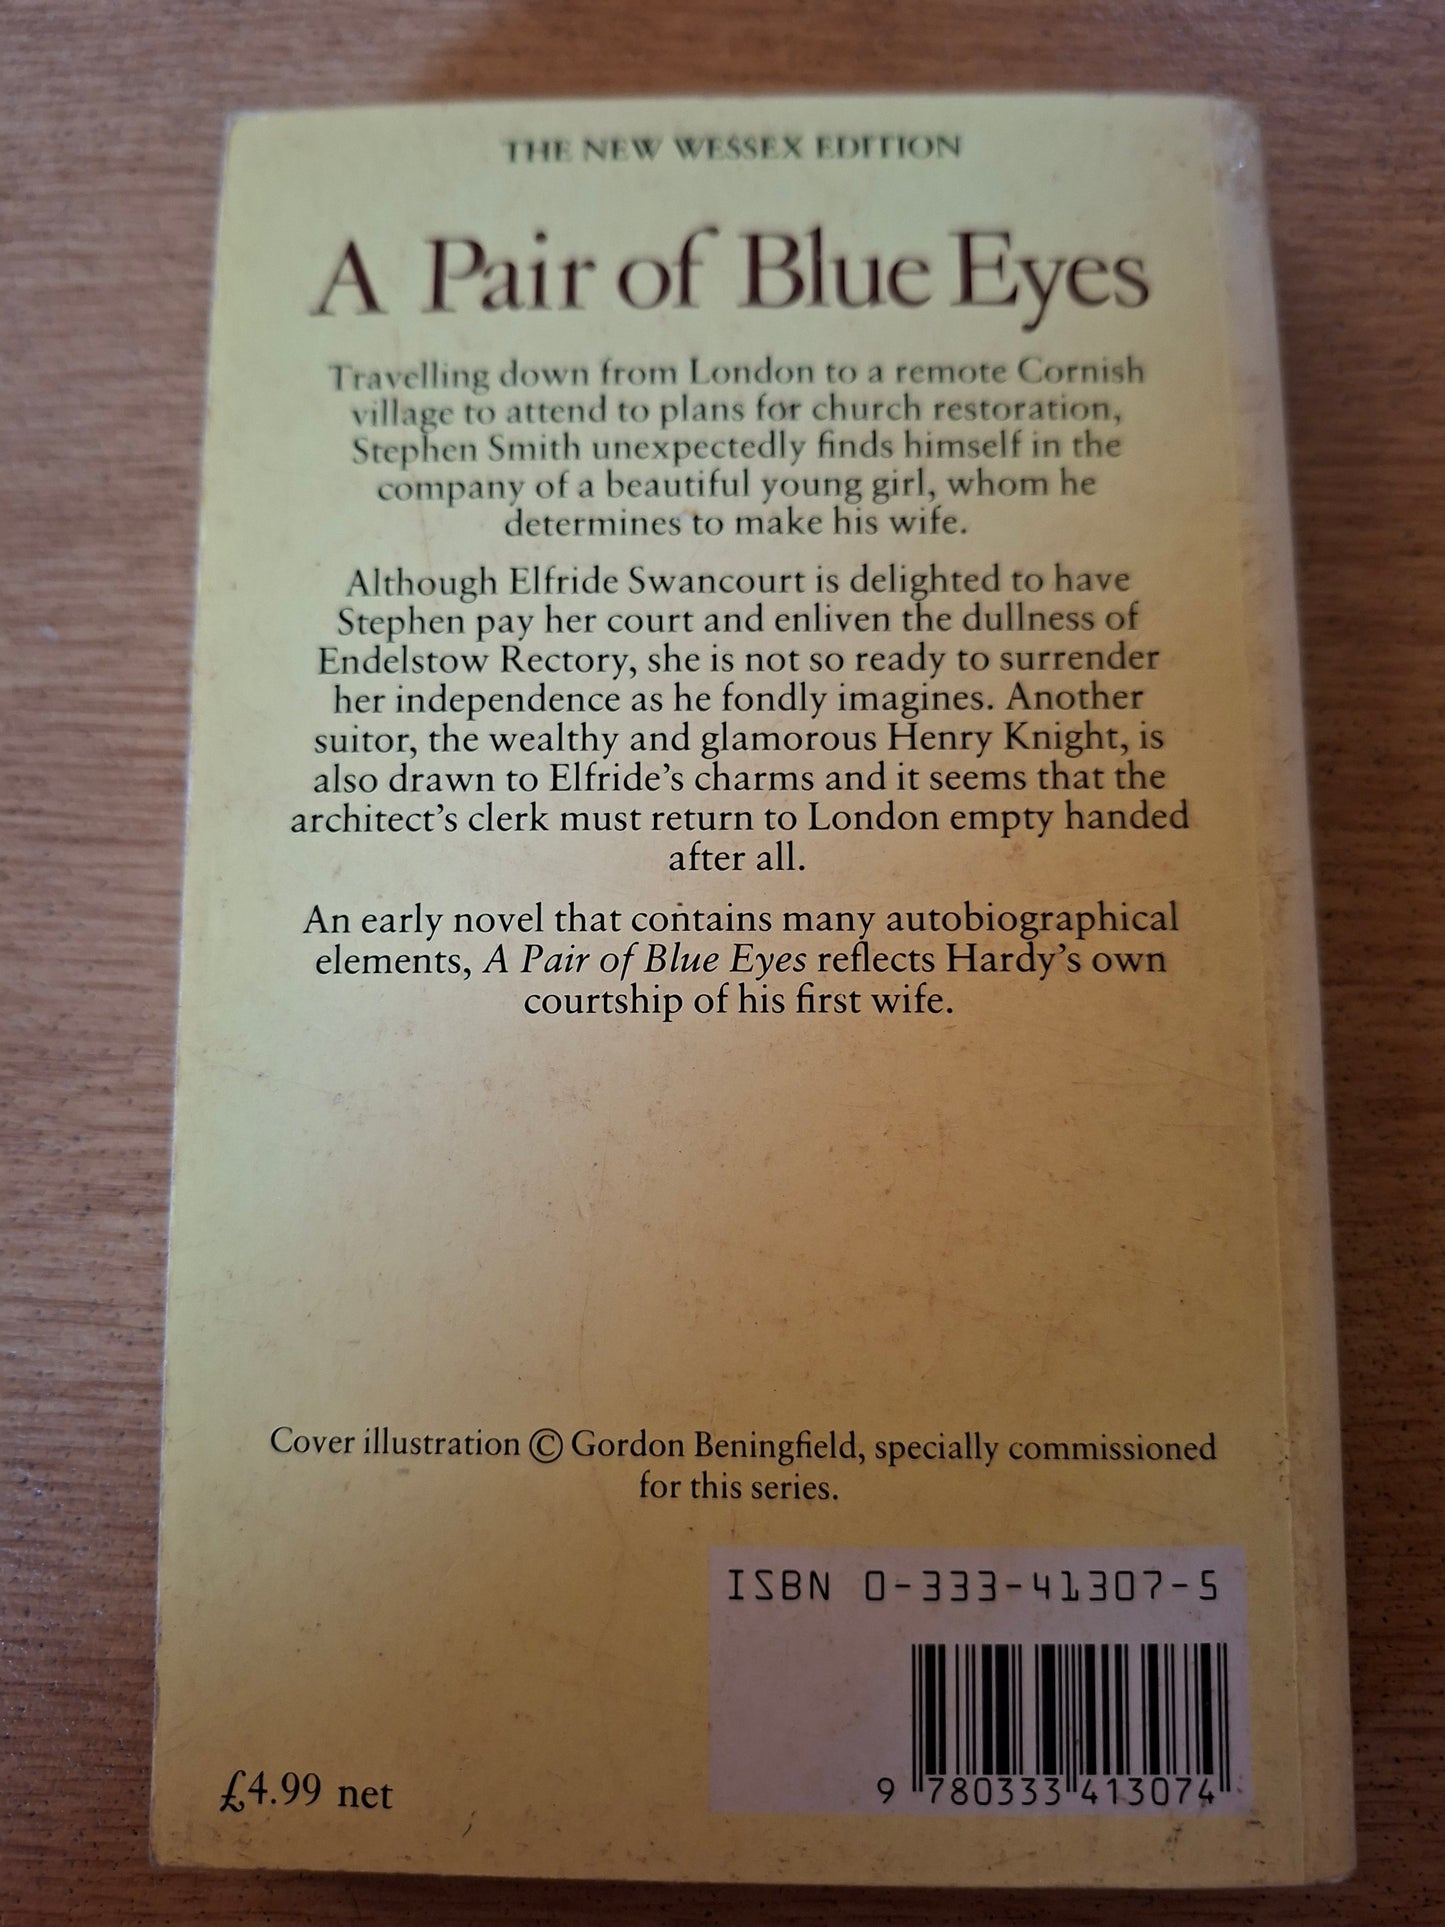 THE NEW WESSEX EDITION
A Pair of Blue Eyes
Travelling down from London to a remote Cornish
village to attend to plans for church restoration,
Stephen Smith unexpectedly finds himself in the
company of a beautiful young girl, whom he
determines to make his wife.
Although Elfride Swancourt is delighted to have
Stephen pay her court and enliven the dullness of
Endelstow Rectory, she is not so ready to surrender
her independence as he fondly imagines. Another
suitor, the wealthy and glamorous Henry Knight, is
also drawn to Elfride's charms and it seems that the
architect's clerk must return to London empty handed
after all.
An early novel that contains many autobiographical
elements, A Pair of Blue Eyes reflects Hardy's own
courtship of his first wife.
Cover illustration © Gordon Beningfield, specially commissioned
for this series.
ISBN 0-333-41307-5
9 780333 413074
£4.99 net